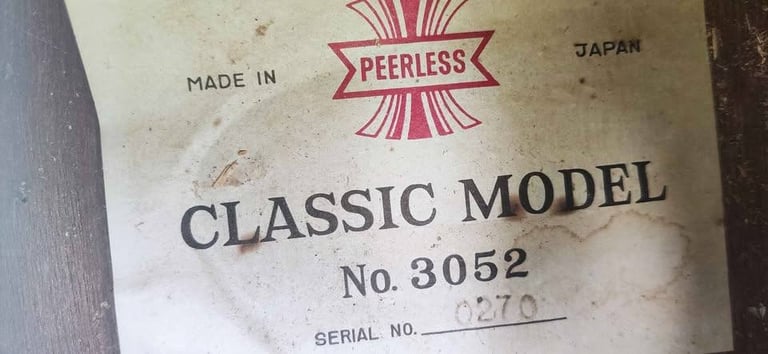 PEERLESS
MADE IN JAPAN
CLASSIC MODEL
No. 3052
SERIAL NO. 0270